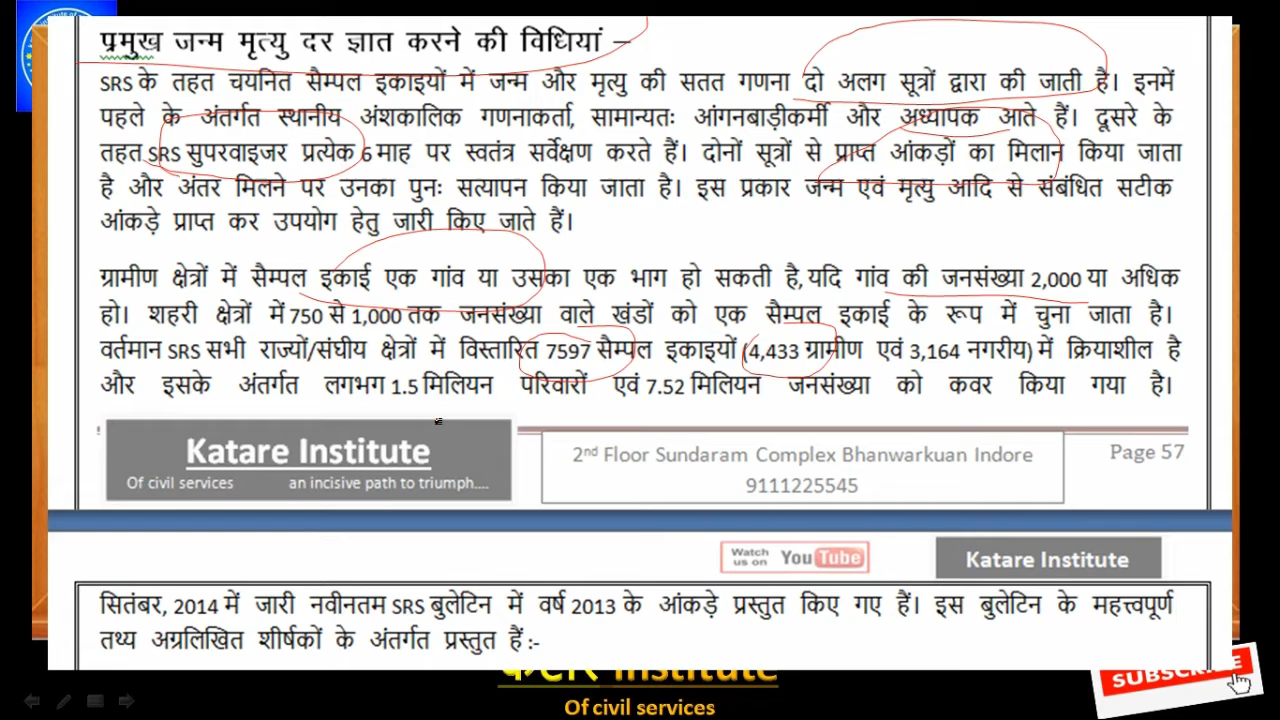 प्रमुख जन्म मृत्यु दर ज्ञात करने की विधियां –
SRS के तहत चयनित सैम्पल इकाइयों में जन्म और मृत्यु की सतत गणना दो अलग सूत्रों द्वारा की जाती है। इनमें
पहले के अंतर्गत स्थानीय अंशकालिक गणनाकर्ता, सामान्यतः आंगनबाड़ीकर्मी और अध्यापक आते हैं। दूसरे के
तहत SRS सुपरवाइजर प्रत्येक 6 माह पर स्वतंत्र सर्वेक्षण करते हैं। दोनों सूत्रों से प्राप्त आंकड़ों का मिलान किया जाता
है और अंतर मिलने पर उनका पुनः सत्यापन किया जाता है। इस प्रकार जन्म एवं मृत्यु आदि से संबंधित सटीक
आंकड़े प्राप्त कर उपयोग हेतु जारी किए जाते हैं।
ग्रामीण क्षेत्रों में सैम्पल इकाई एक गांव या उसका एक भाग हो सकती है, यदि गांव की जनसंख्या 2,000 या अधिक
हो। शहरी क्षेत्रों में 750 से 1,000 तक जनसंख्या वाले खंडों को एक सैम्पल इकाई के रूप में चुना जाता है।
वर्तमान SRS सभी राज्यों/संघीय क्षेत्रों में विस्तारित 7597 सैम्पल इकाइयों (4,433 ग्रामीण एवं 3,164 नगरीय) में क्रियाशील है
और इसके अंतर्गत लगभग 1.5 मिलियन परिवारों एवं 7.52 मिलियन जनसंख्या को कवर किया गया है।
Katare Institute
Of civil services an incisive path to triumph....
2nd Floor Sundaram Complex Bhanwarkuan Indore
9111225545
Page 57
Watch us on YouTube
Katare Institute
सितंबर, 2014 में जारी नवीनतम SRS बुलेटिन में वर्ष 2013 के आंकड़े प्रस्तुत किए गए हैं। इस बुलेटिन के महत्त्वपूर्ण
तथ्य अग्रलिखित शीर्षकों के अंतर्गत प्रस्तुत हैं :-
Institute
Of civil services
SUBSCRIBE